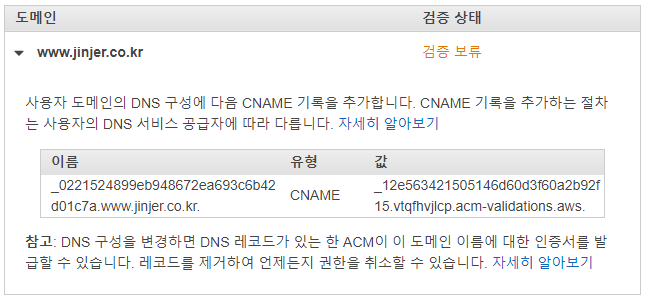 도메인 검증 상태
www.jinjer.co.kr 검증 보류
사용자 도메인의 DNS 구성에 다음 CNAME 기록을 추가합니다. CNAME 기록을 추가하는 절차
는 사용자의 DNS 서비스 공급자에 따라 다릅니다. 자세히 알아보기
이름 유형 값
_0221524899eb948672ea693c6b42
d01c7a.www.jinjer.co.kr.
CNAME
_12e563421505146d60d3f60a2b92f
15.vtqfhvjlcp.acm-validations.aws.
참고: DNS 구성을 변경하면 DNS 레코드가 있는 한 ACM이 이 도메인 이름에 대한 인증서를 발
급할 수 있습니다. 레코드를 제거하여 언제든지 권한을 취소할 수 있습니다. 자세히 알아보기